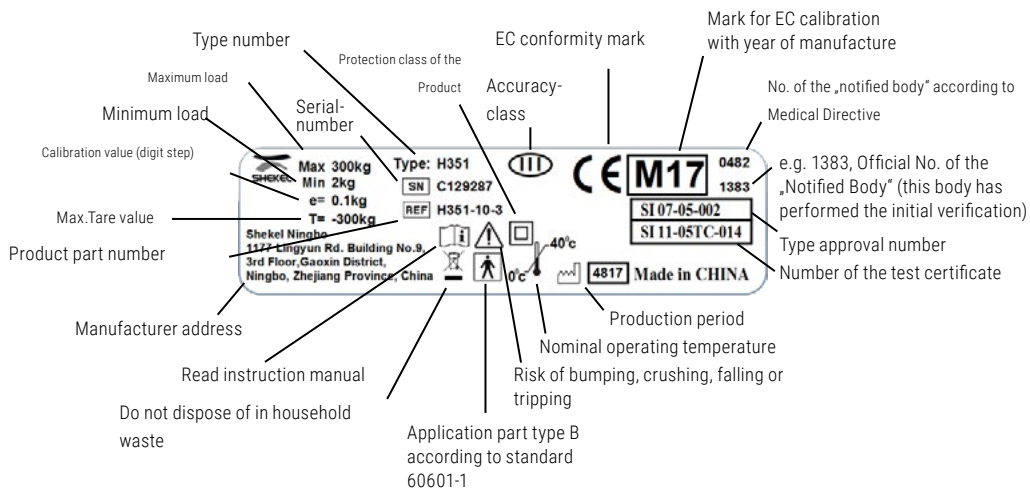 Type number
Maximum load
Minimum load
Calibration value (digit step)
Max.Tare value
Product part number
Manufacturer address
Serial-
number
Protection class of the
Product
Accuracy-
class
EC conformity mark
Mark for EC calibration
with year of manufacture
No. of the „notified body“ according to
Medical Directive
e.g. 1383, Official No. of the
„Notified Body“ (this body has
performed the initial verification)
Type approval number
Number of the test certificate
SHEKEL
Max 300kg
Min 2kg
e= 0.1kg
T= -300kg
Type: H351
SN C129287
REF H351-10-3
Shekel Ningbo
1177 Lingyun Rd. Building No.9,
3rd Floor,Gaoxin District,
Ningbo, Zhejiang Province, China
III
CE M17 0482
1383
SI 07-05-002
SI 11-05TC-014
40°c
0°c
4817 Made in CHINA
Read instruction manual
Do not dispose of in household
waste
Application part type B
according to standard
60601-1
Risk of bumping, crushing, falling or
tripping
Nominal operating temperature
Production period